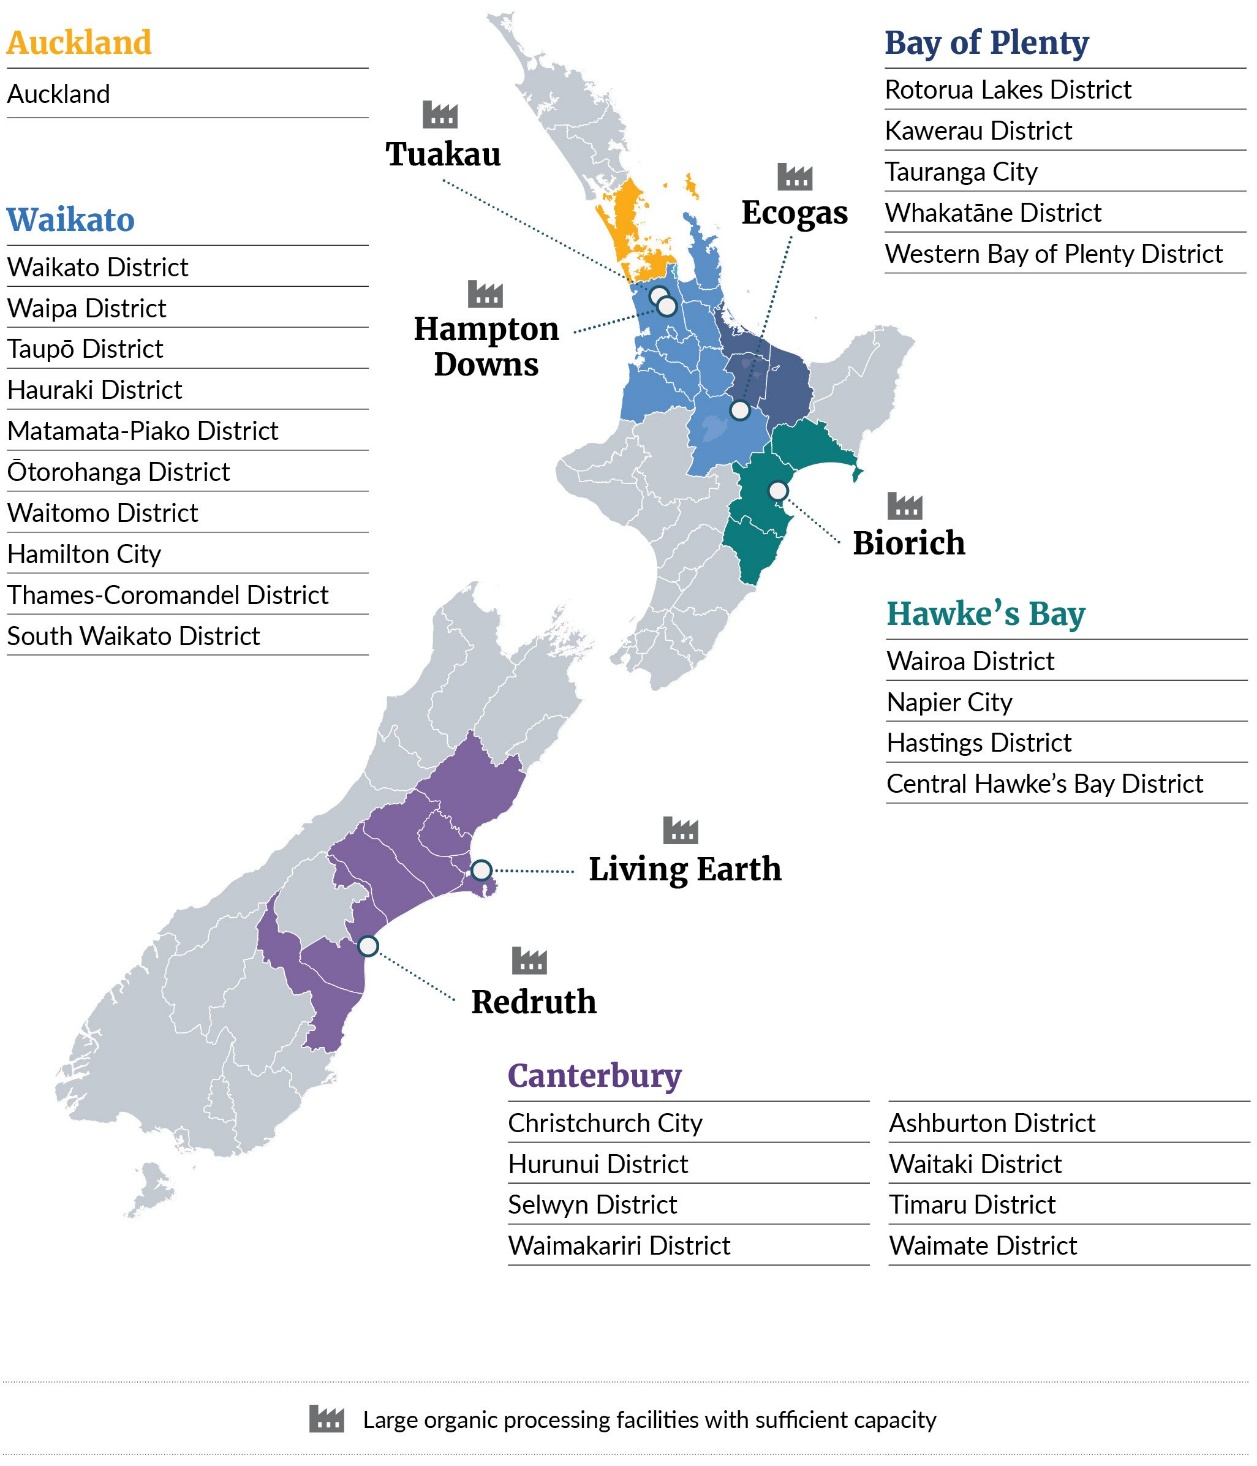 Auckland
Auckland
Waikato
Waikato District
Waipa District
Taupō District
Hauraki District
Matamata-Piako District
Ōtorohanga District
Waitomo District
Hamilton City
Thames-Coromandel District
South Waikato District
Tuakau
Hampton
Downs
Ecogas
Bay of Plenty
Rotorua Lakes District
Kawerau District
Tauranga City
Whakatāne District
Western Bay of Plenty District
Biorich
Hawke’s Bay
Wairoa District
Napier City
Hastings District
Central Hawke’s Bay District
Living Earth
Redruth
Canterbury
Christchurch City
Hurunui District
Selwyn District
Waimakariri District
Ashburton District
Waitaki District
Timaru District
Waimate District
Large organic processing facilities with sufficient capacity